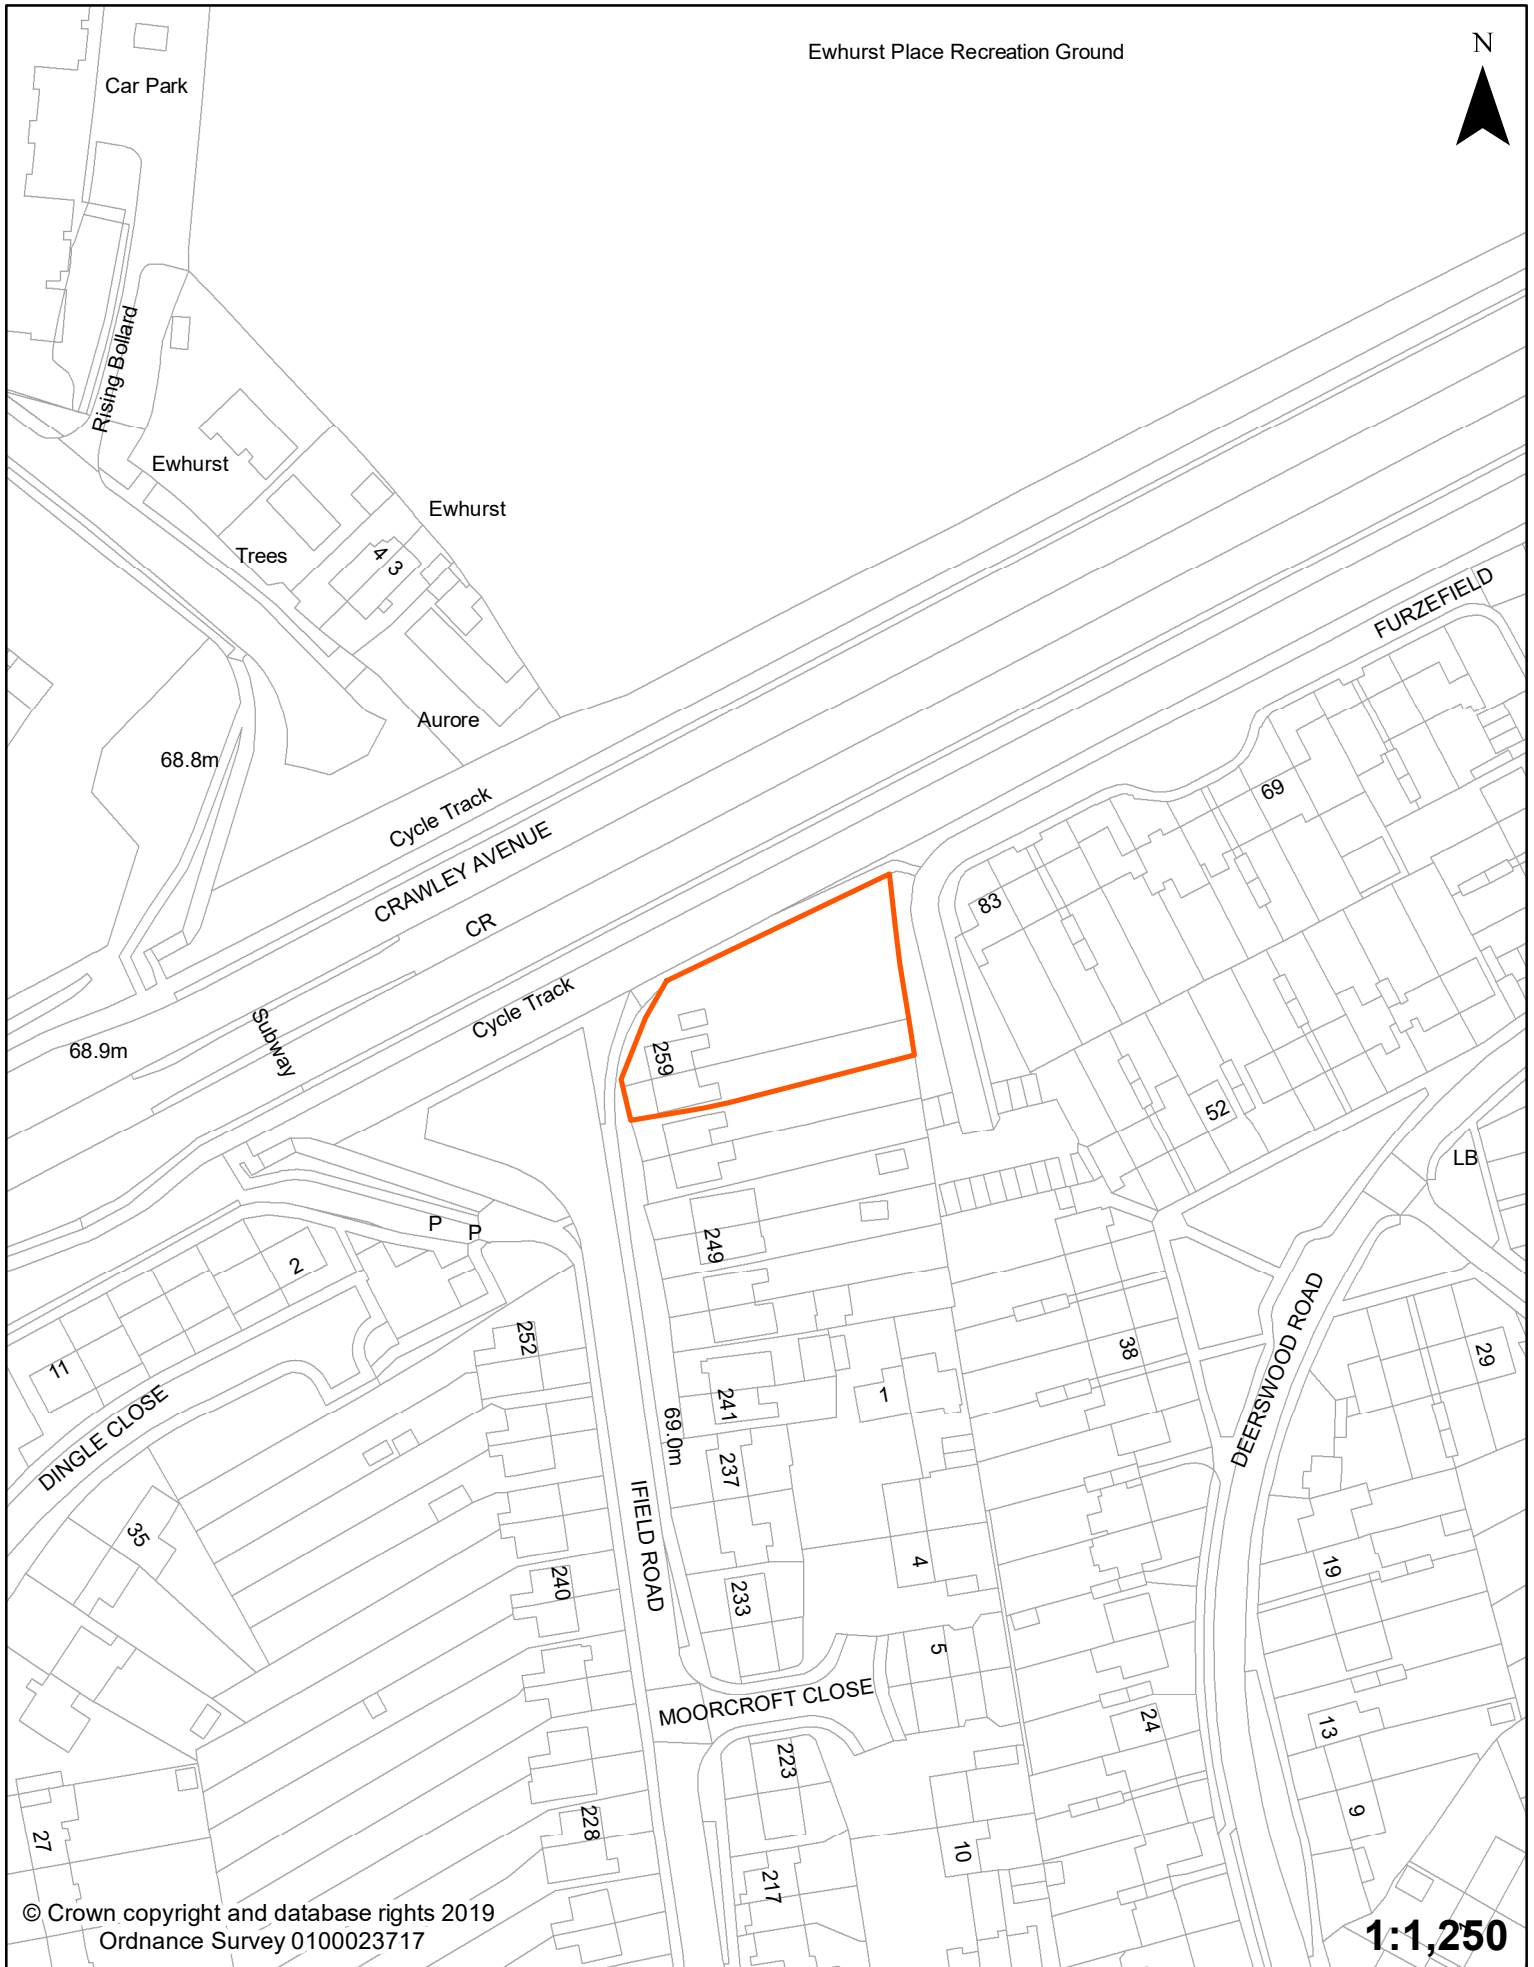 Ewhurst Place Recreation Ground
N
Car Park
Rising Bollard
Ewhurst
Ewhurst
Trees
4
3
FURZEFIELD
Aurore
68.8m
69
Cycle Track
CRAWLEY AVENUE
83
CR
Cycle Track
Subway
68.9m
259
52
LB
P
P
249
2
252
38
DEERSWOOD ROAD
29
11
241
1
69.0m
DINGLE CLOSE
237
35
IFIELD ROAD
4
19
240
233
5
MOORCROFT CLOSE
24
13
223
9
228
27
10
217
© Crown copyright and database rights 2019
Ordnance Survey 0100023717
1:1,250